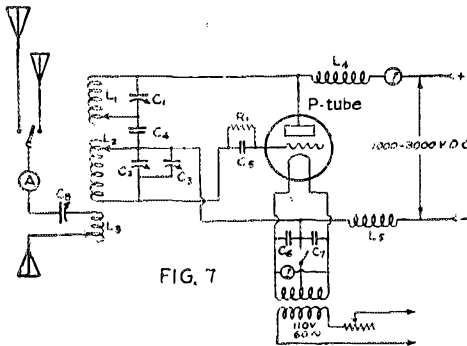 L4
+
P-tube
L1
C1
R1
1000-3000 V.D.C.
L2
C4
C5
A
C2
C3
C8
L3
C6
C7
L5
-
FIG. 7
110V
60~